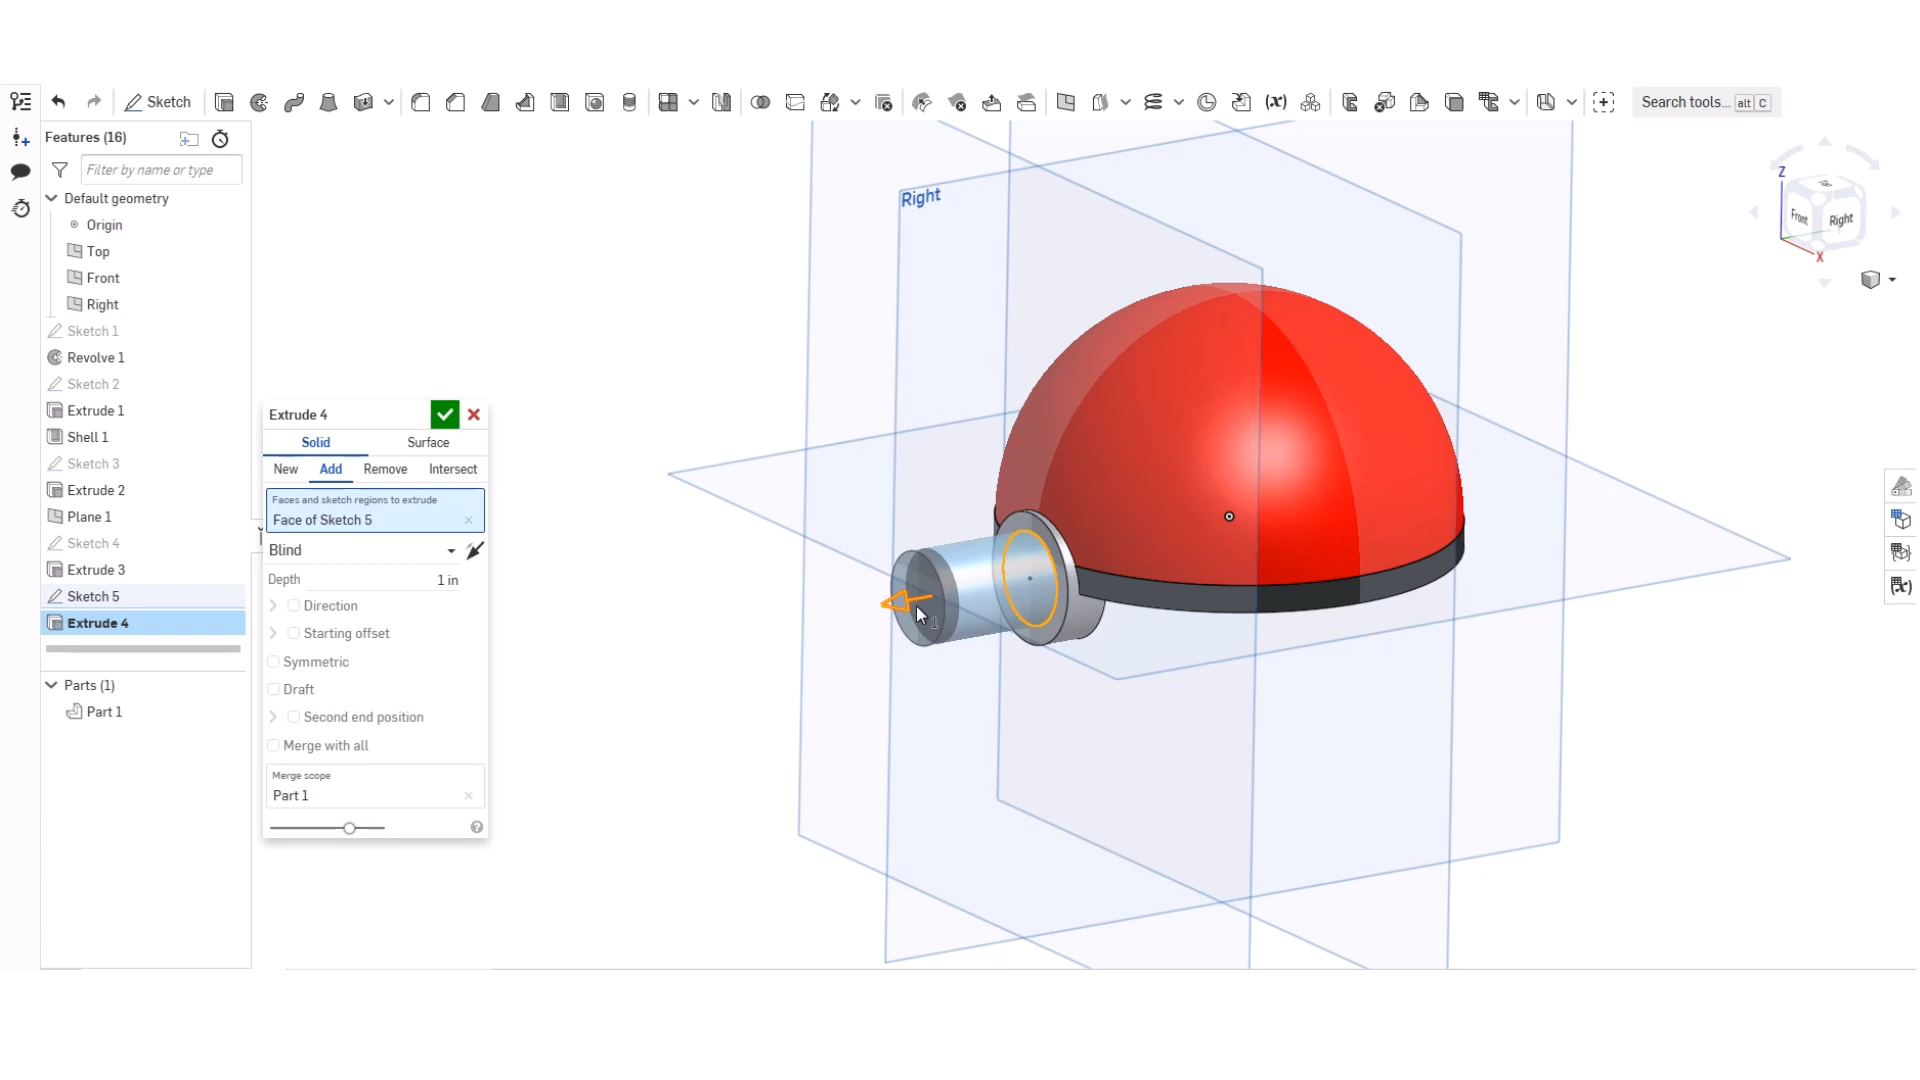 Sketch
Search tools... alt C
Features (16)
Filter by name or type
Default geometry
Origin
Top
Front
Right
Sketch 1
Revolve 1
Sketch 2
Extrude 1
Shell 1
Sketch 3
Extrude 2
Plane 1
Sketch 4
Extrude 3
Sketch 5
Extrude 4
Parts (1)
Part 1
Extrude 4
Solid Surface
New Add Remove Intersect
Faces and sketch regions to extrude
Face of Sketch 5
Blind
Depth 1 in
Direction
Starting offset
Symmetric
Draft
Second end position
Merge with all
Merge scope
Part 1
Right
1
Z
Front Right
X
(x)
(x)